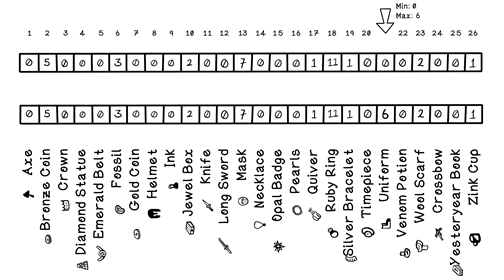 Min: 0
Max: 6
1 2 3 4 5 6 7 8 9 10 11 12 13 14 15 16 17 18 19 20 22 23 24 25 26
0 5 0 0 0 3 0 0 0 2 0 0 7 0 0 0 1 11 1 0 0 0 2 0 0 1
0 5 0 0 0 3 0 0 0 2 0 0 7 0 0 0 1 11 1 0 6 0 2 0 0 1
Axe
Bronze Coin
Crown
Diamond Statue
Emerald Belt
Fossil
Gold Coin
Helmet
Ink
Jewel Box
Knife
Long Sword
Mask
Necklace
Opal Badge
Pearls
Quiver
Ruby Ring
Silver Bracelet
Timepiece
Uniform
Venom Potion
Wool Scarf
Crossbow
Yesteryear Book
Zink Cup